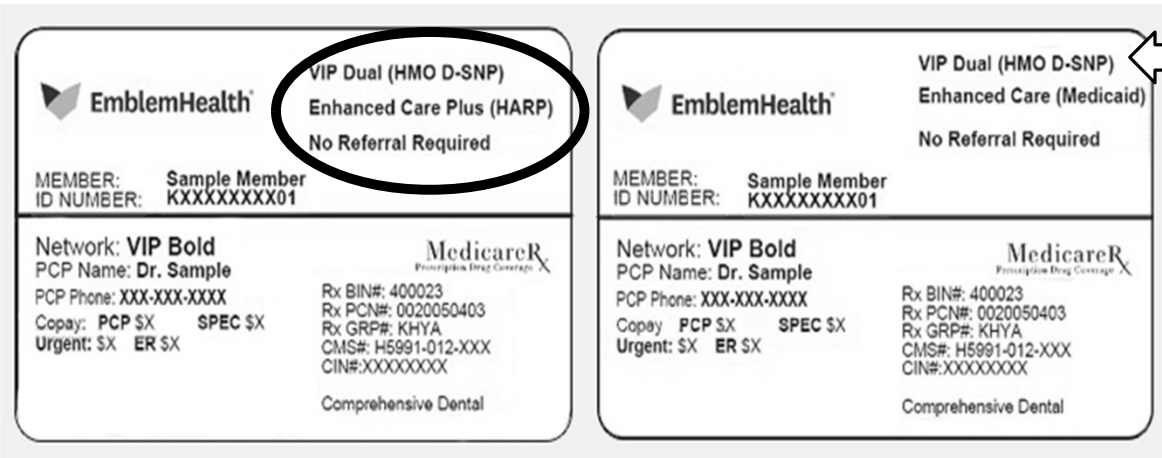 VIP Dual (HMO D-SNP)
EmblemHealth
Enhanced Care Plus (HARP)
No Referral Required
MEMBER: Sample Member
ID NUMBER: KXXXXXXXX01
Network: VIP Bold
PCP Name: Dr. Sample
PCP Phone: XXX-XXX-XXXX
Copay: PCP $X SPEC $X
Urgent: $X ER $X
MedicareRx
Prescription Drug Coverage
Rx BIN#: 400023
Rx PCN#: 0020050403
Rx GRP#: KHYA
CMS#: H5991-012-XXX
CIN#:XXXXXXXX
Comprehensive Dental
VIP Dual (HMO D-SNP)
EmblemHealth
Enhanced Care (Medicaid)
No Referral Required
MEMBER: Sample Member
ID NUMBER: KXXXXXXXX01
Network: VIP Bold
PCP Name: Dr. Sample
PCP Phone: XXX-XXX-XXXX
Copay PCP $X SPEC $X
Urgent: $X ER $X
MedicareRx
Prescription Drug Coverage
Rx BIN#: 400023
Rx PCN#: 0020050403
Rx GRP#: KHYA
CMS#: H5991-012-XXX
CIN#:XXXXXXXX
Comprehensive Dental